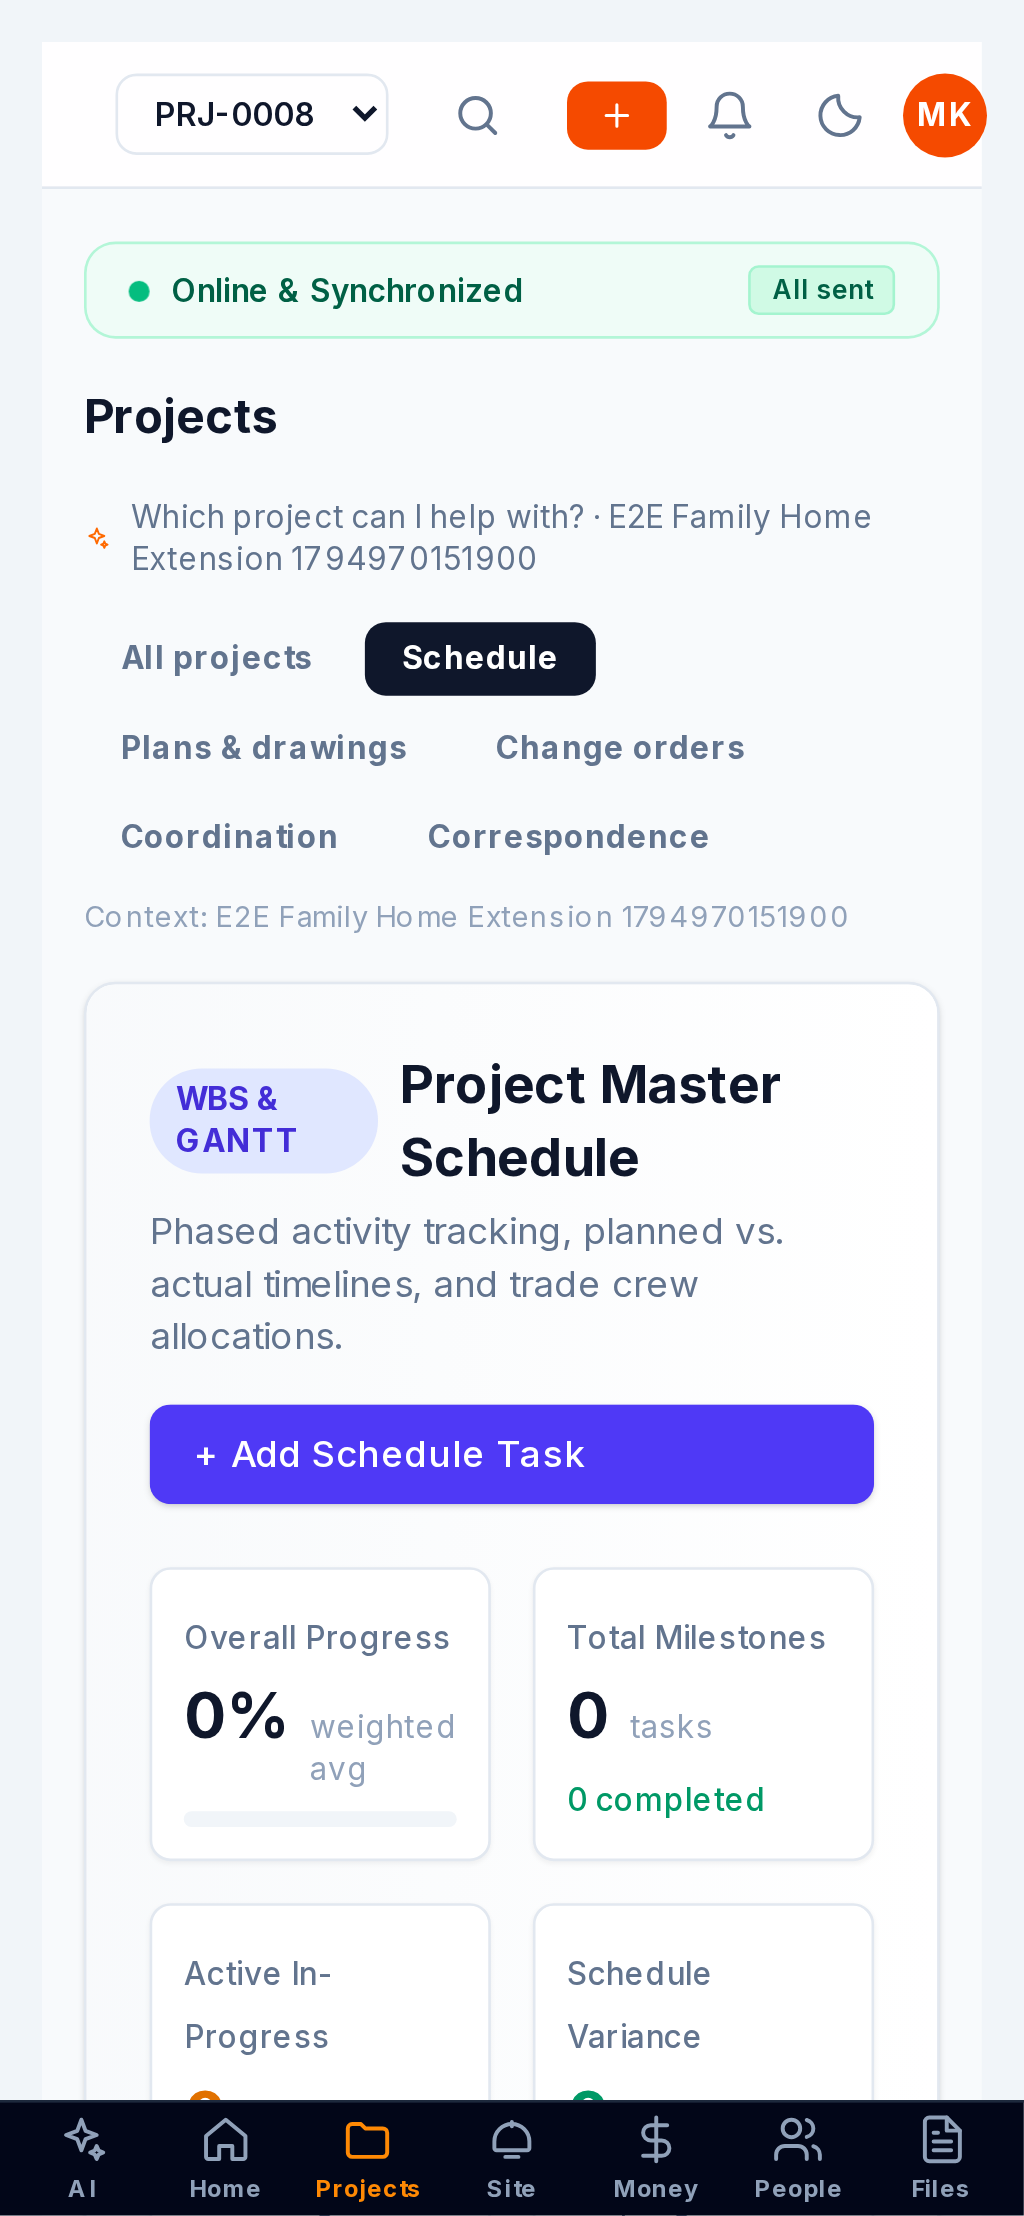 PRJ-0008
MK
Online & Synchronized
All sent
Projects
Which project can I help with? · E2E Family Home
Extension 1794970151900
All projects
Schedule
Plans & drawings
Change orders
Coordination
Correspondence
Context: E2E Family Home Extension 1794970151900
WBS &
GANTT
Project Master
Schedule
Phased activity tracking, planned vs.
actual timelines, and trade crew
allocations.
+ Add Schedule Task
Overall Progress
0% weighted
avg
Total Milestones
0 tasks
0 completed
Active In-
Progress
Schedule
Variance
AI
Home
Projects
Site
Money
People
Files